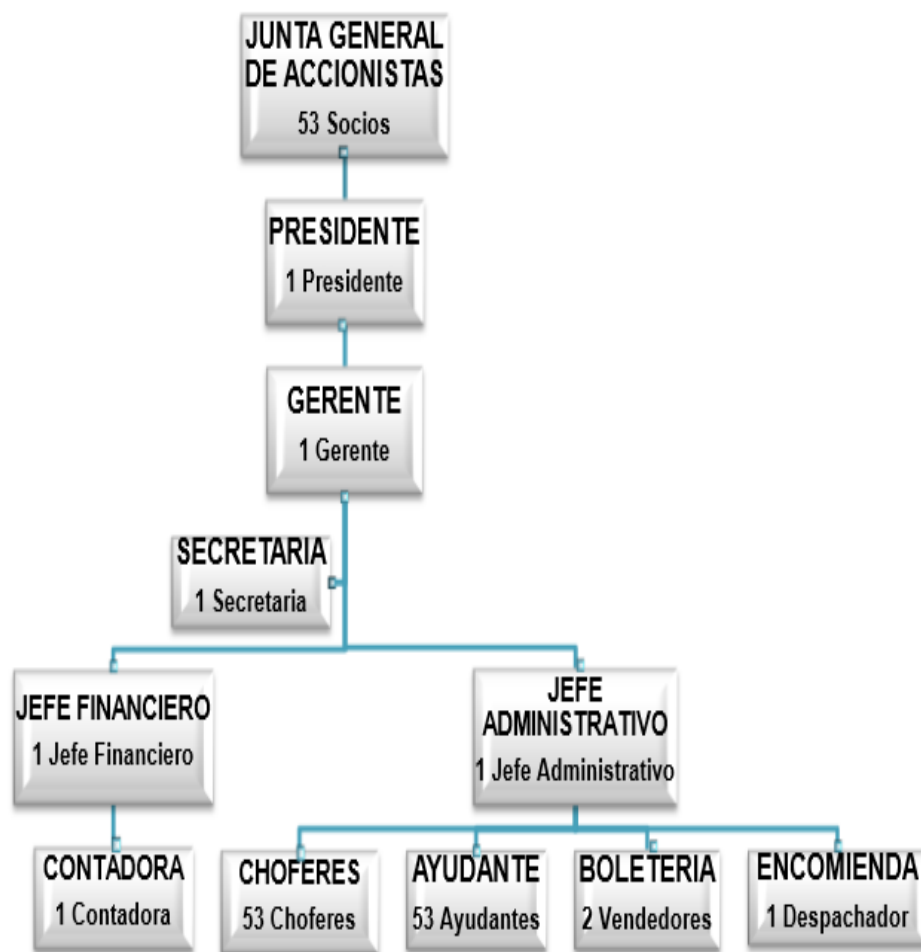 JUNTA GENERAL
DE ACCIONISTAS
53 Socios
PRESIDENTE
1 Presidente
GERENTE
1 Gerente
SECRETARIA
1 Secretaria
JEFE FINANCIERO
1 Jefe Financiero
JEFE
ADMINISTRATIVO
1 Jefe Administrativo
CONTADORA
1 Contadora
CHOFERES
53 Choferes
AYUDANTE
53 Ayudantes
BOLETERIA
2 Vendedores
ENCOMIENDA
1 Despachador